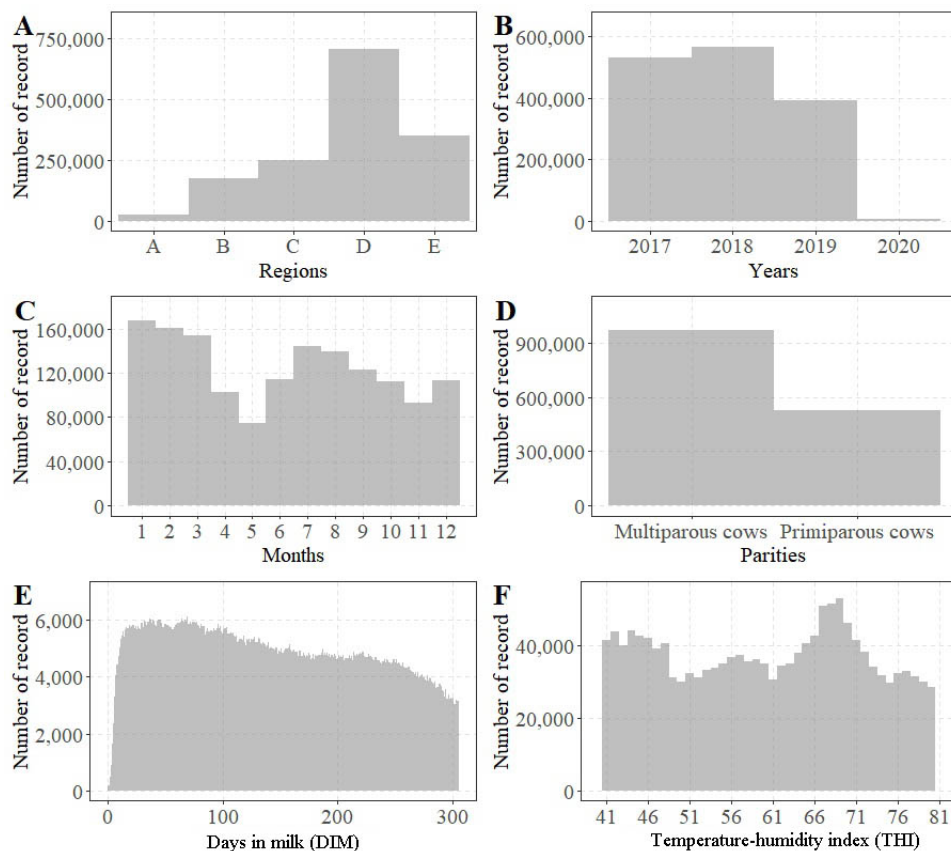 A
Number of record
750,000
500,000
250,000
0
A B C D E
Regions
B
Number of record
600,000
400,000
200,000
0
2017 2018 2019 2020
Years
C
Number of record
160,000
120,000
80,000
40,000
0
1 2 3 4 5 6 7 8 9 10 11 12
Months
D
Number of record
900,000
600,000
300,000
0
Multiparous cows Primiparous cows
Parities
E
Number of record
6,000
4,000
2,000
0
0 100 200 300
Days in milk (DIM)
F
Number of record
40,000
20,000
0
41 46 51 56 61 66 71 76 81
Temperature-humidity index (THI)